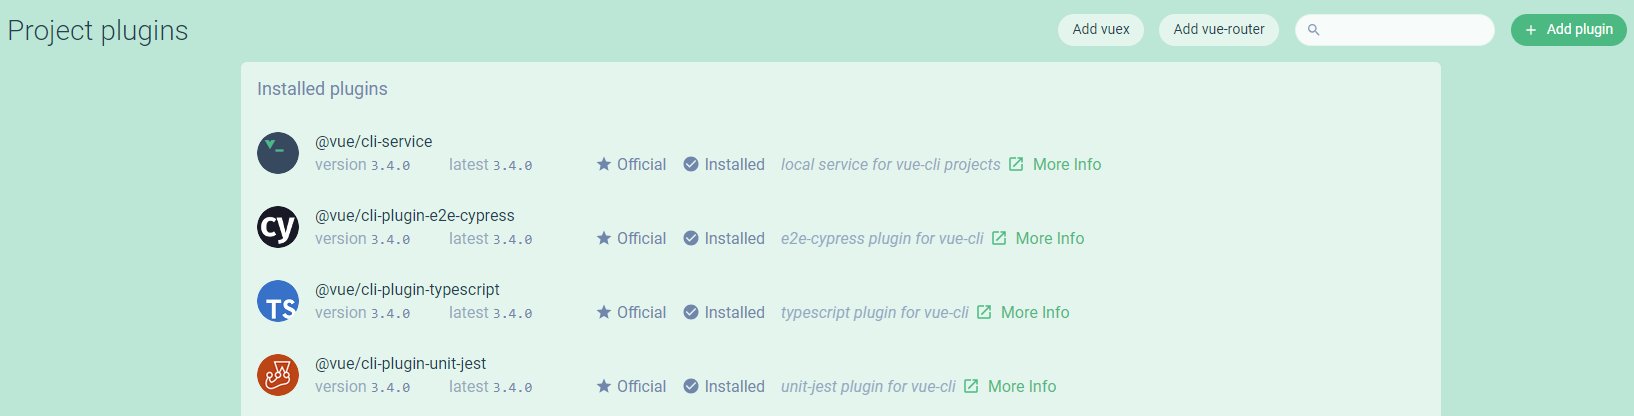 Project plugins
Add vuex
Add vue-router
Add plugin
Installed plugins
@vue/cli-service
version 3.4.0 latest 3.4.0 Official Installed local service for vue-cli projects More Info
cy
@vue/cli-plugin-e2e-cypress
version 3.4.0 latest 3.4.0 Official Installed e2e-cypress plugin for vue-cli More Info
TS
@vue/cli-plugin-typescript
version 3.4.0 latest 3.4.0 Official Installed typescript plugin for vue-cli More Info
@vue/cli-plugin-unit-jest
version 3.4.0 latest 3.4.0 Official Installed unit-jest plugin for vue-cli More Info